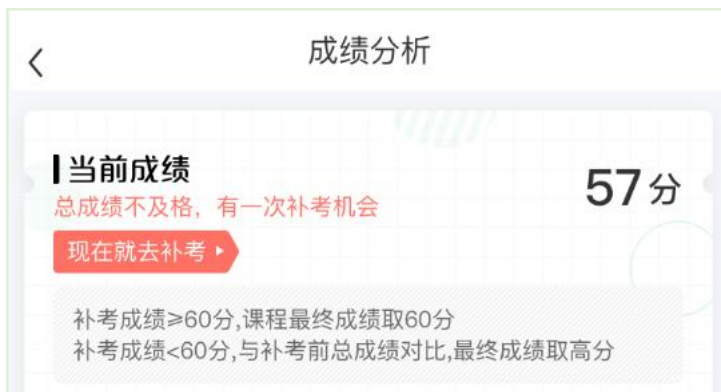 成绩分析
当前成绩
57分
总成绩不及格，有一次补考机会
现在就去补考
补考成绩≥60分,课程最终成绩取60分
补考成绩<60分,与补考前总成绩对比,最终成绩取高分